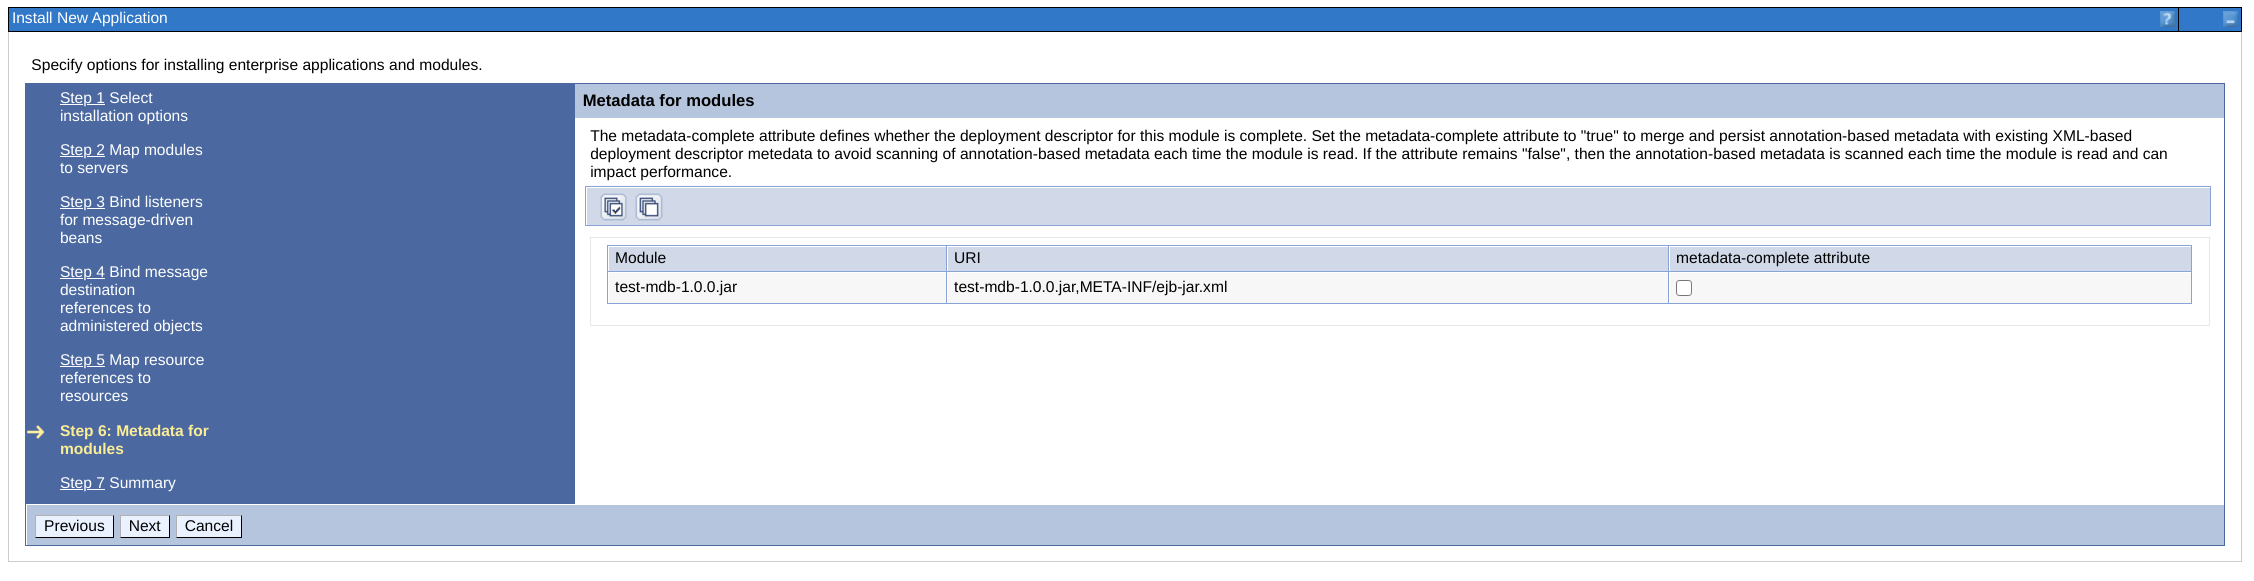 Install New Application
?
Specify options for installing enterprise applications and modules.
Step 1 Select
installation options
Step 2 Map modules
to servers
Step 3 Bind listeners
for message-driven
beans
Step 4 Bind message
destination
references to
administered objects
Step 5 Map resource
references to
resources
Step 6: Metadata for
modules
Step 7 Summary
Metadata for modules
The metadata-complete attribute defines whether the deployment descriptor for this module is complete. Set the metadata-complete attribute to "true" to merge and persist annotation-based metadata with existing XML-based
deployment descriptor metedata to avoid scanning of annotation-based metadata each time the module is read. If the attribute remains "false", then the annotation-based metadata is scanned each time the module is read and can
impact performance.
Module URI metadata-complete attribute
test-mdb-1.0.0.jar test-mdb-1.0.0.jar,META-INF/ejb-jar.xml
Previous Next Cancel